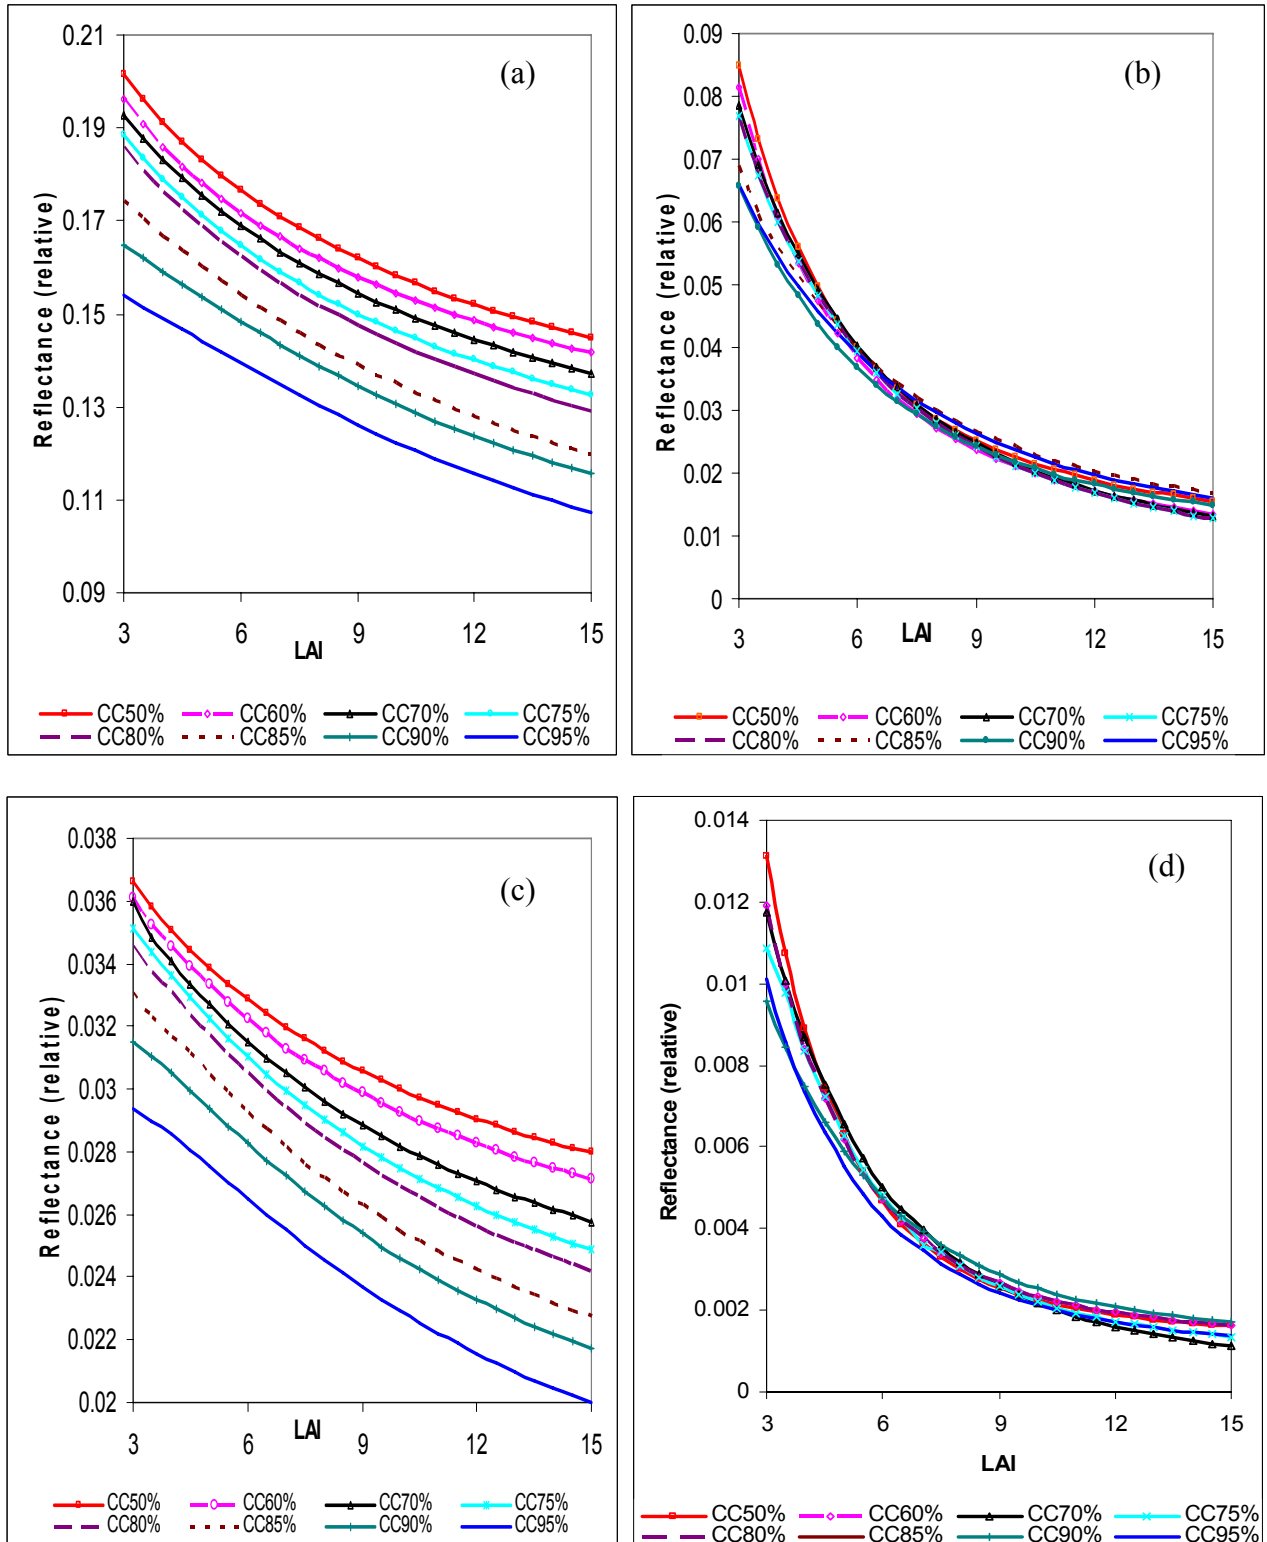 (a)
0.21
0.19
0.17
0.15
0.13
0.11
0.09
Reflectance (relative)
3 6 9 12 15
LAI
CC50% CC60% CC70% CC75%
CC80% CC85% CC90% CC95%
(b)
0.09
0.08
0.07
0.06
0.05
0.04
0.03
0.02
0.01
0
Reflectance (relative)
3 6 9 12 15
LAI
CC50% CC60% CC70% CC75%
CC80% CC85% CC90% CC95%
(c)
0.038
0.036
0.034
0.032
0.03
0.028
0.026
0.024
0.022
0.02
Reflectance (relative)
3 6 9 12 15
LAI
CC50% CC60% CC70% CC75%
CC80% CC85% CC90% CC95%
(d)
0.014
0.012
0.01
0.008
0.006
0.004
0.002
0
Reflectance (relative)
3 6 9 12 15
LAI
CC50% CC60% CC70% CC75%
CC80% CC85% CC90% CC95%